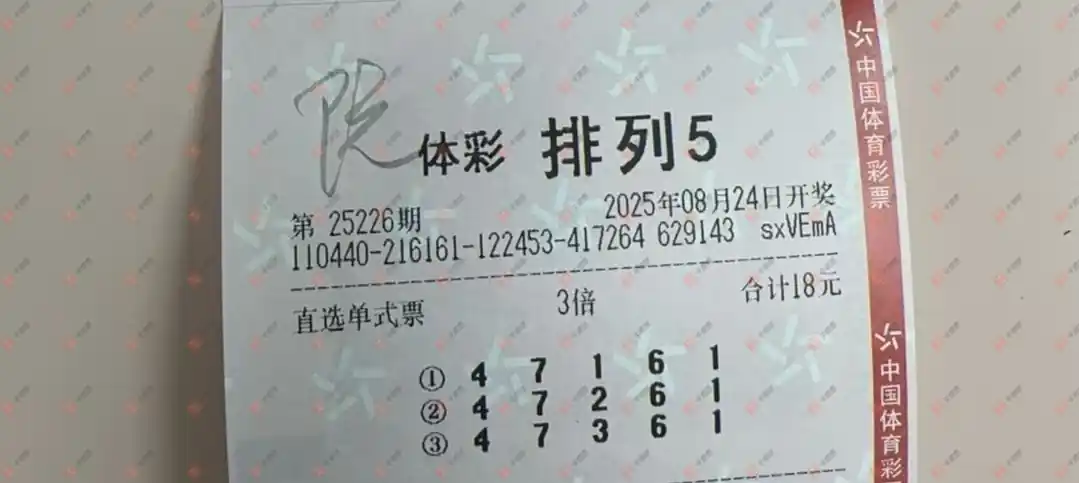 院
体彩 排列5
第 25226期 2025年08月24日开奖
110440-216161-122453-417264 629143 sxVEmA
直选单式票 3倍 合计18元
① 4 7 1 6 1
② 4 7 2 6 1
③ 4 7 3 6 1
中国体育彩票
中国体育彩